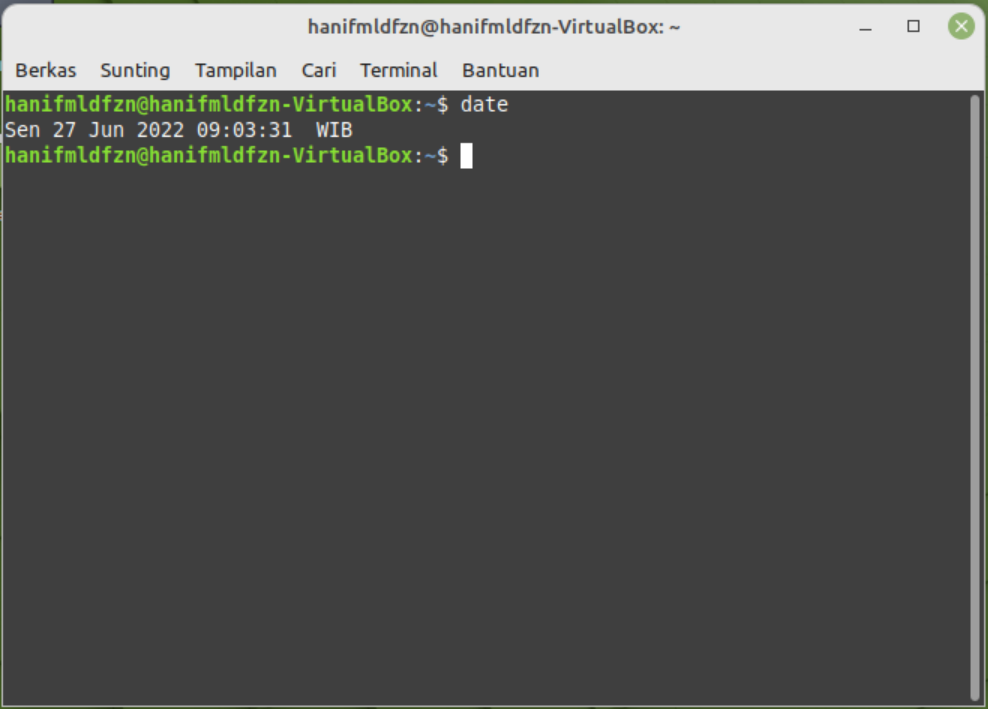 hanifmldfzn@hanifmldfzn-VirtualBox: ~
Berkas Sunting Tampilan Cari Terminal Bantuan
hanifmldfzn@hanifmldfzn-VirtualBox:~$ date
Sen 27 Jun 2022 09:03:31  WIB
hanifmldfzn@hanifmldfzn-VirtualBox:~$